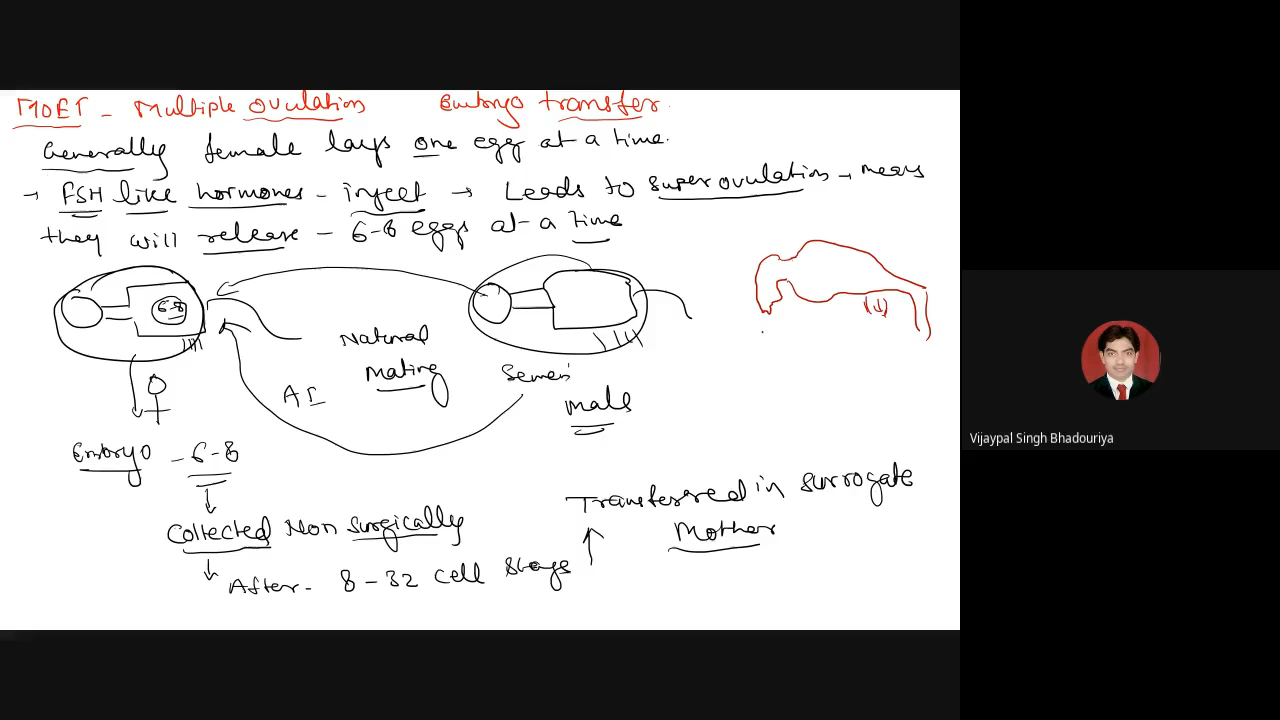 MOET - Multiple ovulation Embryo transfer.
Generally female lays one egg at a time.
→ FSH like hormones - inject → Leads to super ovulation → means
they will release - 6-8 eggs at a time
6-8
Natural
Mating
AI
Semen
male
Embryo - 6-8
Collected Non surgically
After - 8-32 cell stage
Transferred in surrogate
Mother
Vijaypal Singh Bhadouriya